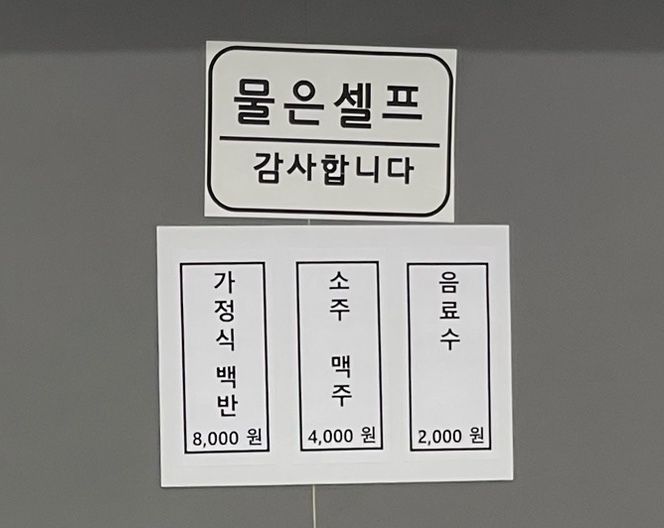 물은셀프
감사합니다
가정식 백반
8,000 원
소주 맥주
4,000 원
음료수
2,000 원